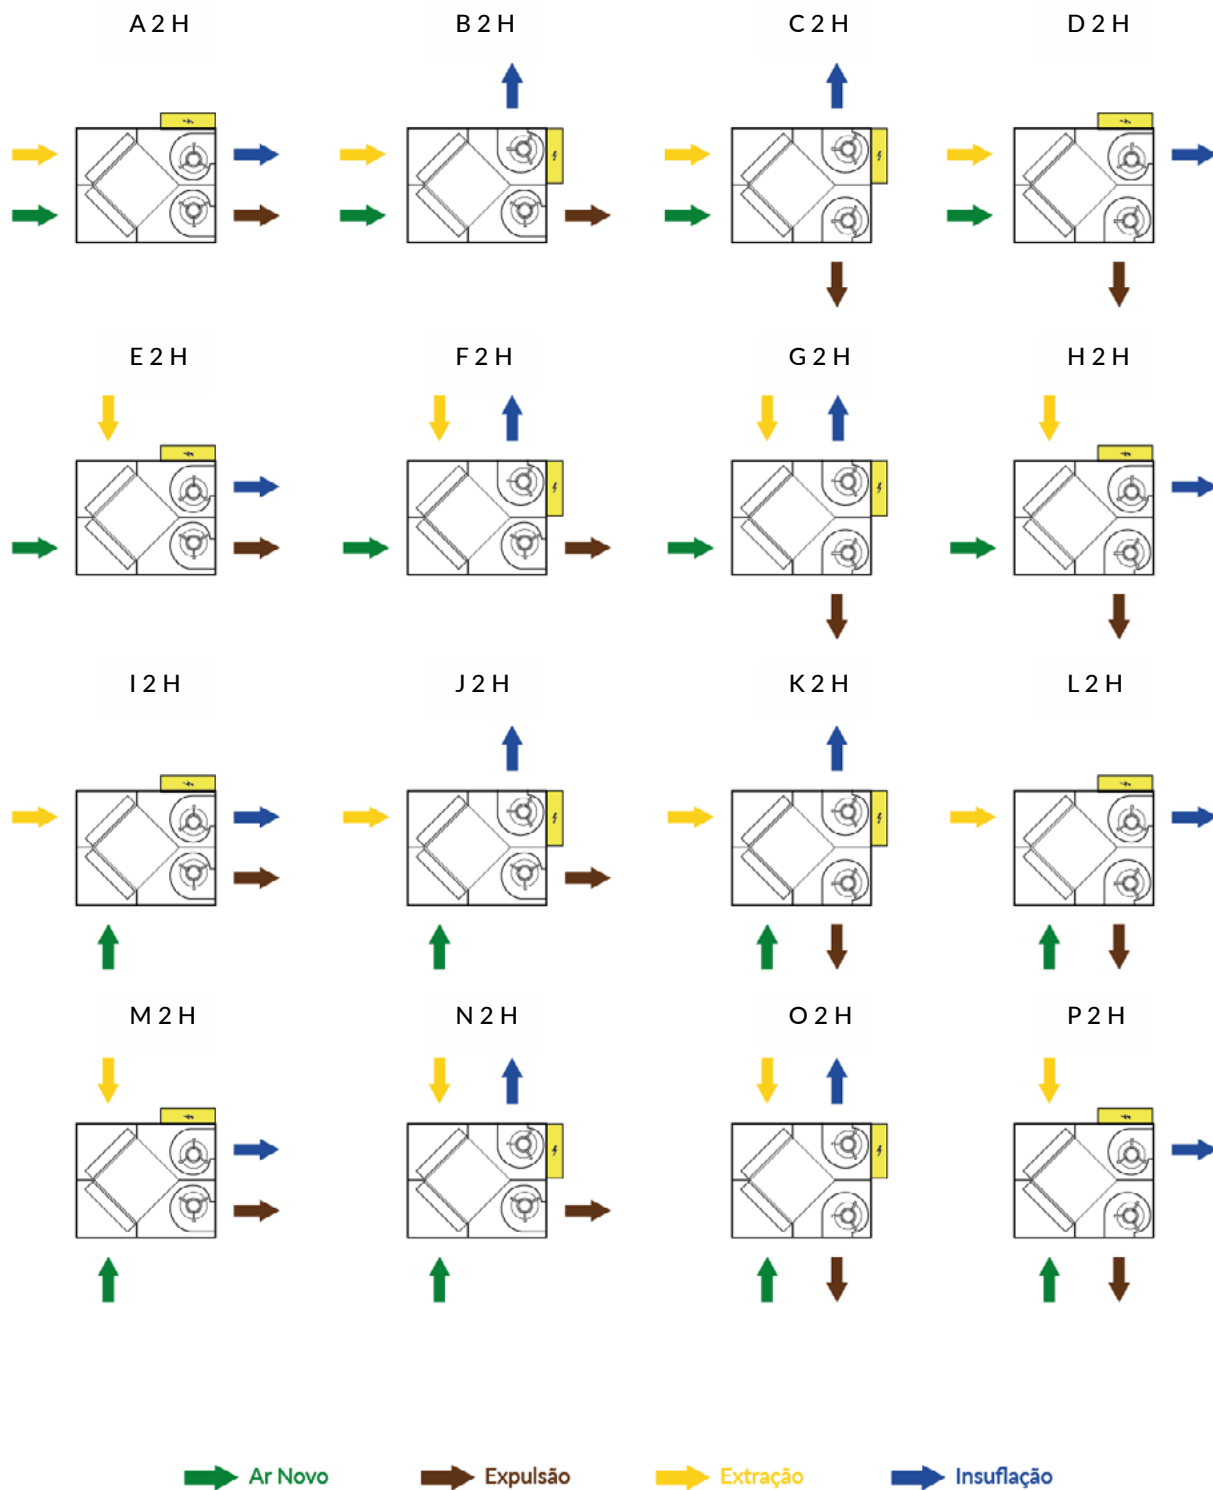 A 2 H B 2 H C 2 H D 2 H
E 2 H F 2 H G 2 H H 2 H
I 2 H J 2 H K 2 H L 2 H
M 2 H N 2 H O 2 H P 2 H
Ar Novo Expulsão Extração Insuflação